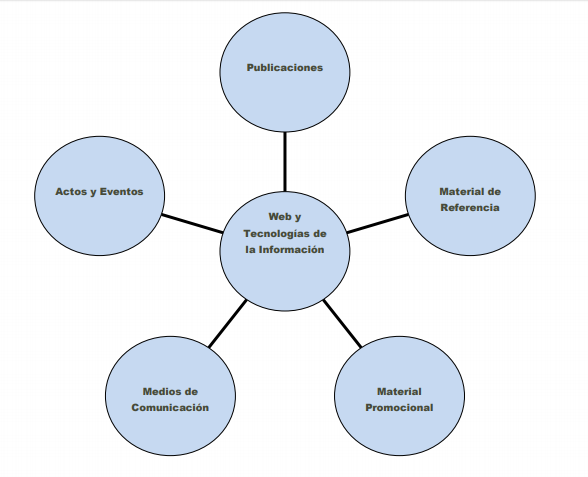 Publicaciones
Actos y Eventos
Material de
Referencia
Web y
Tecnologías de
la Información
Medios de
Comunicación
Material
Promocional